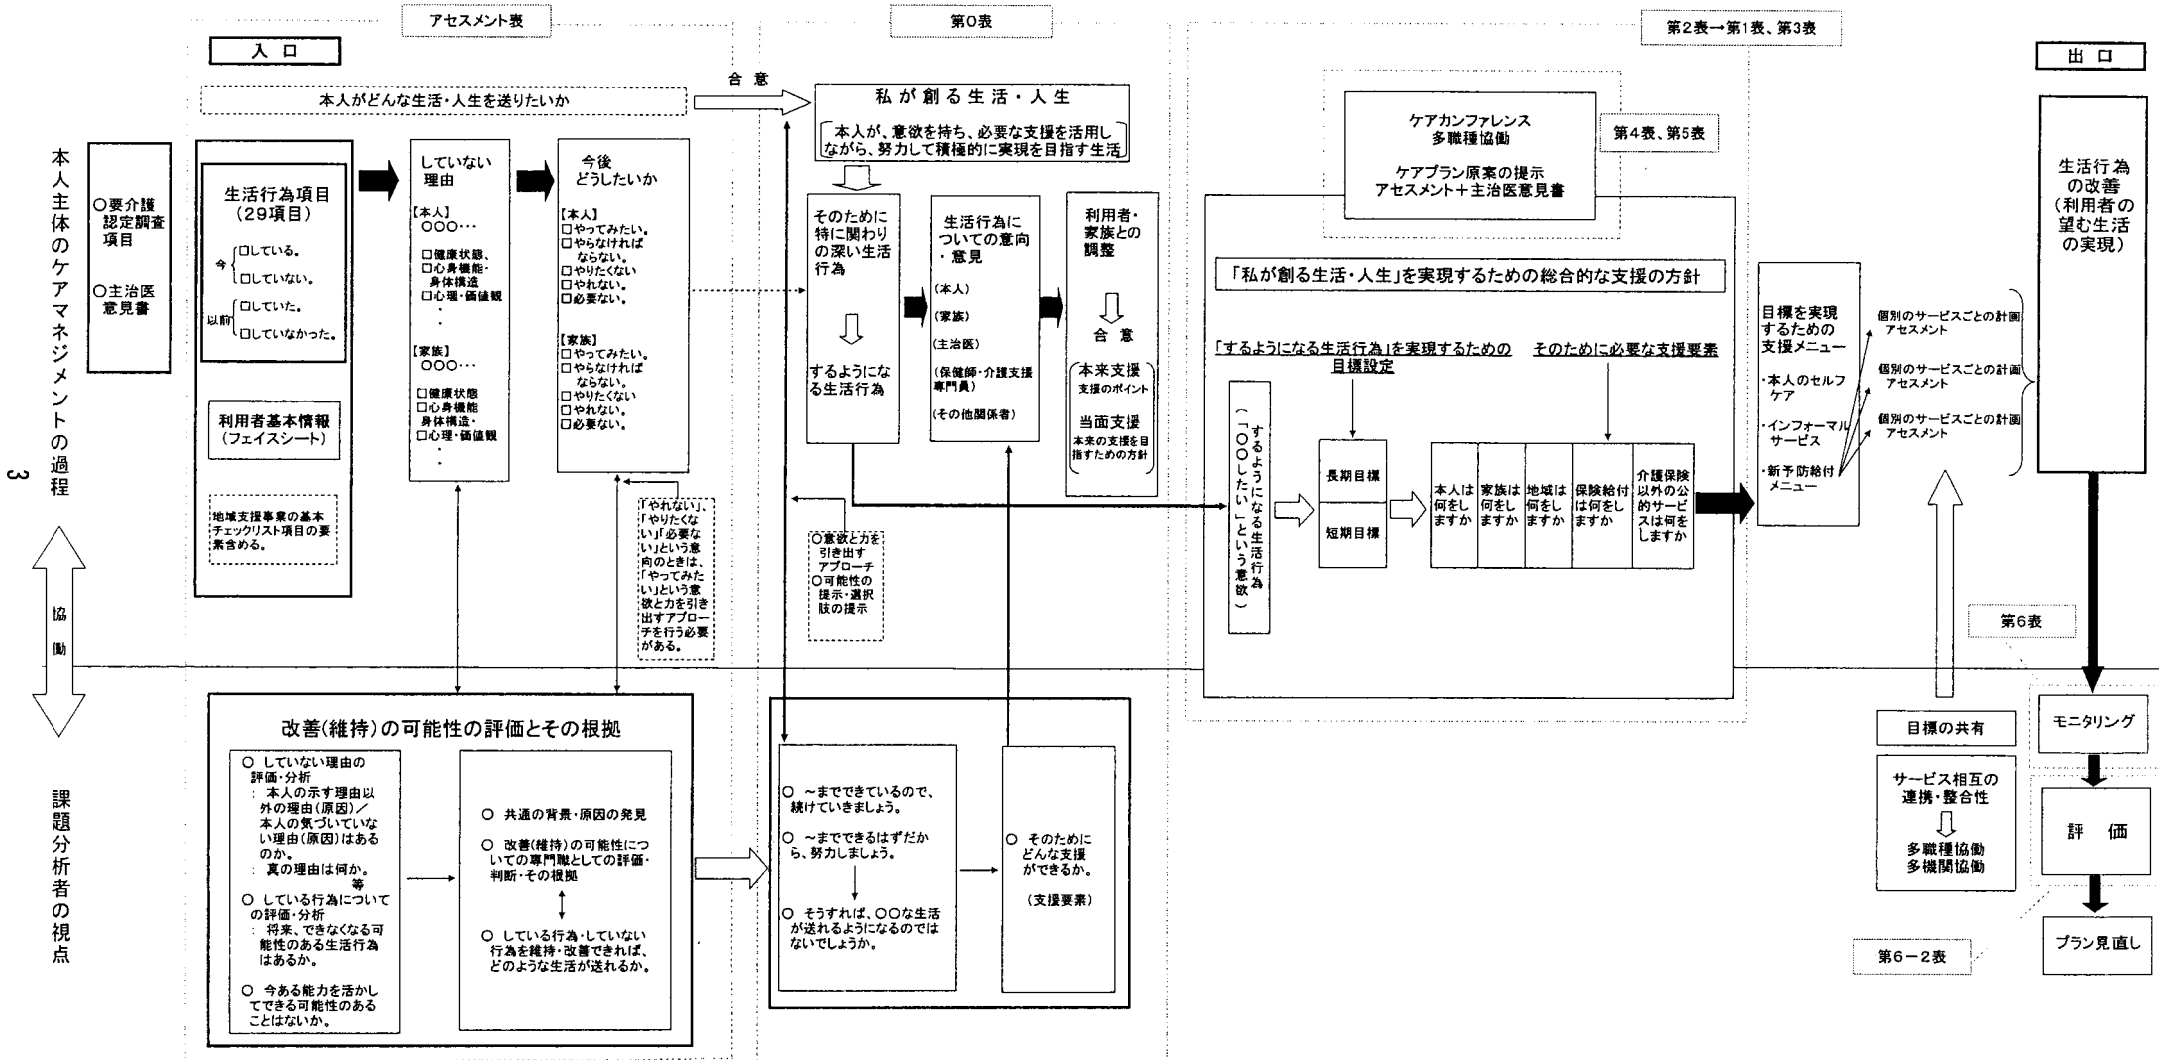 アセスメント表
第0表
第2表→第1表、第3表
入 口
出 口
本人がどんな生活・人生を送りたいか
合 意
私が創る生活・人生
本人が、意欲を持ち、必要な支援を活用し
ながら、努力して積極的に実現を目指す生活
ケアカンファレンス
多職種協働
ケアプラン原案の提示
アセスメント+主治医意見書
第4表、第5表
本人主体のケアマネジメントの過程
3
協
働
課題分析者の視点
○要介護
認定調査
項目
○主治医
意見書
生活行為項目
(29項目)
今
□している。
□していない。
以前
□していた。
□していなかった。
利用者基本情報
(フェイスシート)
地域支援事業の基本
チェックリスト項目の要
素含める。
していない
理由
【本人】
○○○…
□健康状態、
□心身機能・
身体構造
□心理・価値観
・
・
【家族】
○○○…
□健康状態
□心身機能
身体構造・
□心理・価値観
・
・
今後
どうしたいか
【本人】
□やってみたい。
□やらなければ
ならない。
□やりたくない
□やれない。
□必要ない。
【家族】
□やってみたい。
□やらなければ
ならない。
□やりたくない
□やれない。
□必要ない。
「やれない」、
「やりたくな
い」「必要な
い」という意
向のときは、
「やってみた
い」という意
欲と力を引き
出すアプロー
チを行う必要
がある。
そのために
特に関わり
の深い生活
行為
するようにな
る生活行為
生活行為に
ついての意向
・意見
(本人)
(家族)
(主治医)
(保健師・介護支援
専門員)
(その他関係者)
利用者・
家族との
調整
合 意
本来支援
支援のポイント
当面支援
本来の支援を目
指すための方針
○意欲と力を
引き出す
アプローチ
○可能性の
提示・選択
肢の提示
「私が創る生活・人生」を実現するための総合的な支援の方針
「するようになる生活行為」を実現するための
目標設定
そのために必要な支援要素
するようになる生活行為
(「○○したい」という意欲)
長期目標
短期目標
本人は
何をし
ますか
家族は
何をし
ますか
地域は
何をし
ますか
保険給付
は何をし
ますか
介護保険
以外の公
的サービ
スは何を
しますか
目標を実現
するための
支援メニュー
・本人のセルフ
ケア
・インフォーマル
サービス
・新予防給付
メニュー
個別のサービスごとの計画
アセスメント
個別のサービスごとの計画
アセスメント
個別のサービスごとの計画
アセスメント
生活行為
の改善
(利用者の
望む生活
の実現)
第6表
モニタリング
評 価
プラン見直し
第6-2表
目標の共有
サービス相互の
連携・整合性
多職種協働
多機関協働
改善(維持)の可能性の評価とその根拠
○ していない理由の
評価・分析
: 本人の示す理由以
外の理由(原因)/
本人の気づいていな
い理由(原因)はある
のか。
: 真の理由は何か。
等
○ している行為について
の評価・分析
: 将来、できなくなる可
能性のある生活行為
はあるか。
○ 今ある能力を活かし
てできる可能性のある
ことはないか。
○ 共通の背景・原因の発見
○ 改善(維持)の可能性につ
いての専門職としての評価・
判断・その根拠
○ している行為・していない
行為を維持・改善できれば、
どのような生活が送れるか。
○ ~までできているので、
続けていきましょう。
○ ~までできるはずだか
ら、努力しましょう。
○ そうすれば、○○な生活
が送れるようになるのでは
ないでしょうか。
○ そのために
どんな支援
ができるか。
(支援要素)